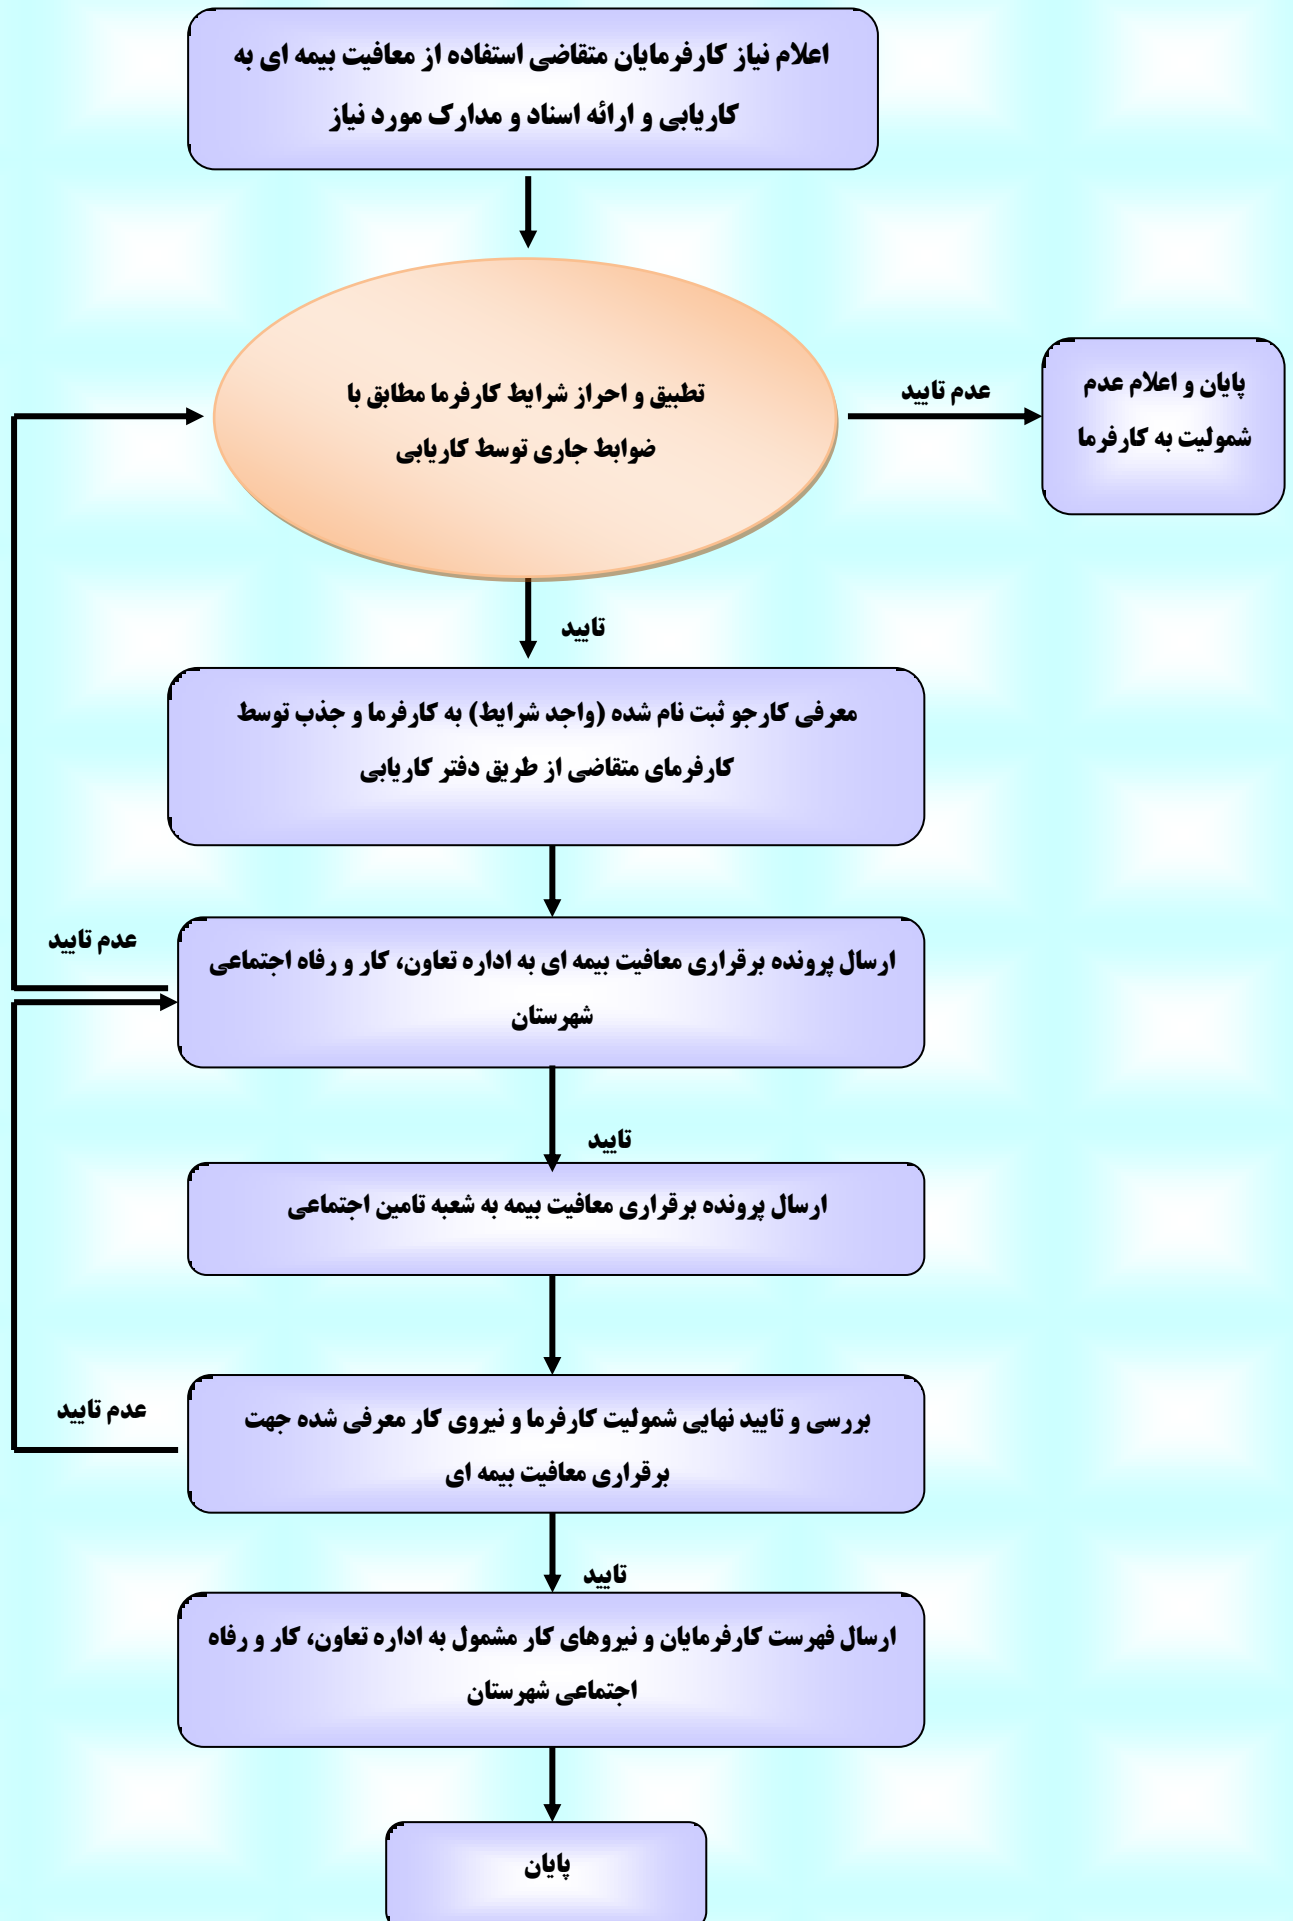 اعلام نیاز کارفرمایان متقاضی استفاده از معافیت بیمه ای به
کاریابی و ارائه اسناد و مدارک مورد نیاز
تطبیق و احراز شرایط کارفرما مطابق با
ضوابط جاری توسط کاریابی
عدم تایید
پایان و اعلام عدم
شمولیت به کارفرما
تایید
معرفی کارجو ثبت نام شده (واجد شرایط) به کارفرما و جذب توسط
کارفرمای متقاضی از طریق دفتر کاریابی
عدم تایید
ارسال پرونده برقراری معافیت بیمه ای به اداره تعاون، کار و رفاه اجتماعی
شهرستان
تایید
ارسال پرونده برقراری معافیت بیمه به شعبه تامین اجتماعی
عدم تایید
بررسی و تایید نهایی شمولیت کارفرما و نیروی کار معرفی شده جهت
برقراری معافیت بیمه ای
تایید
ارسال فهرست کارفرمایان و نیروهای کار مشمول به اداره تعاون، کار و رفاه
اجتماعی شهرستان
پایان